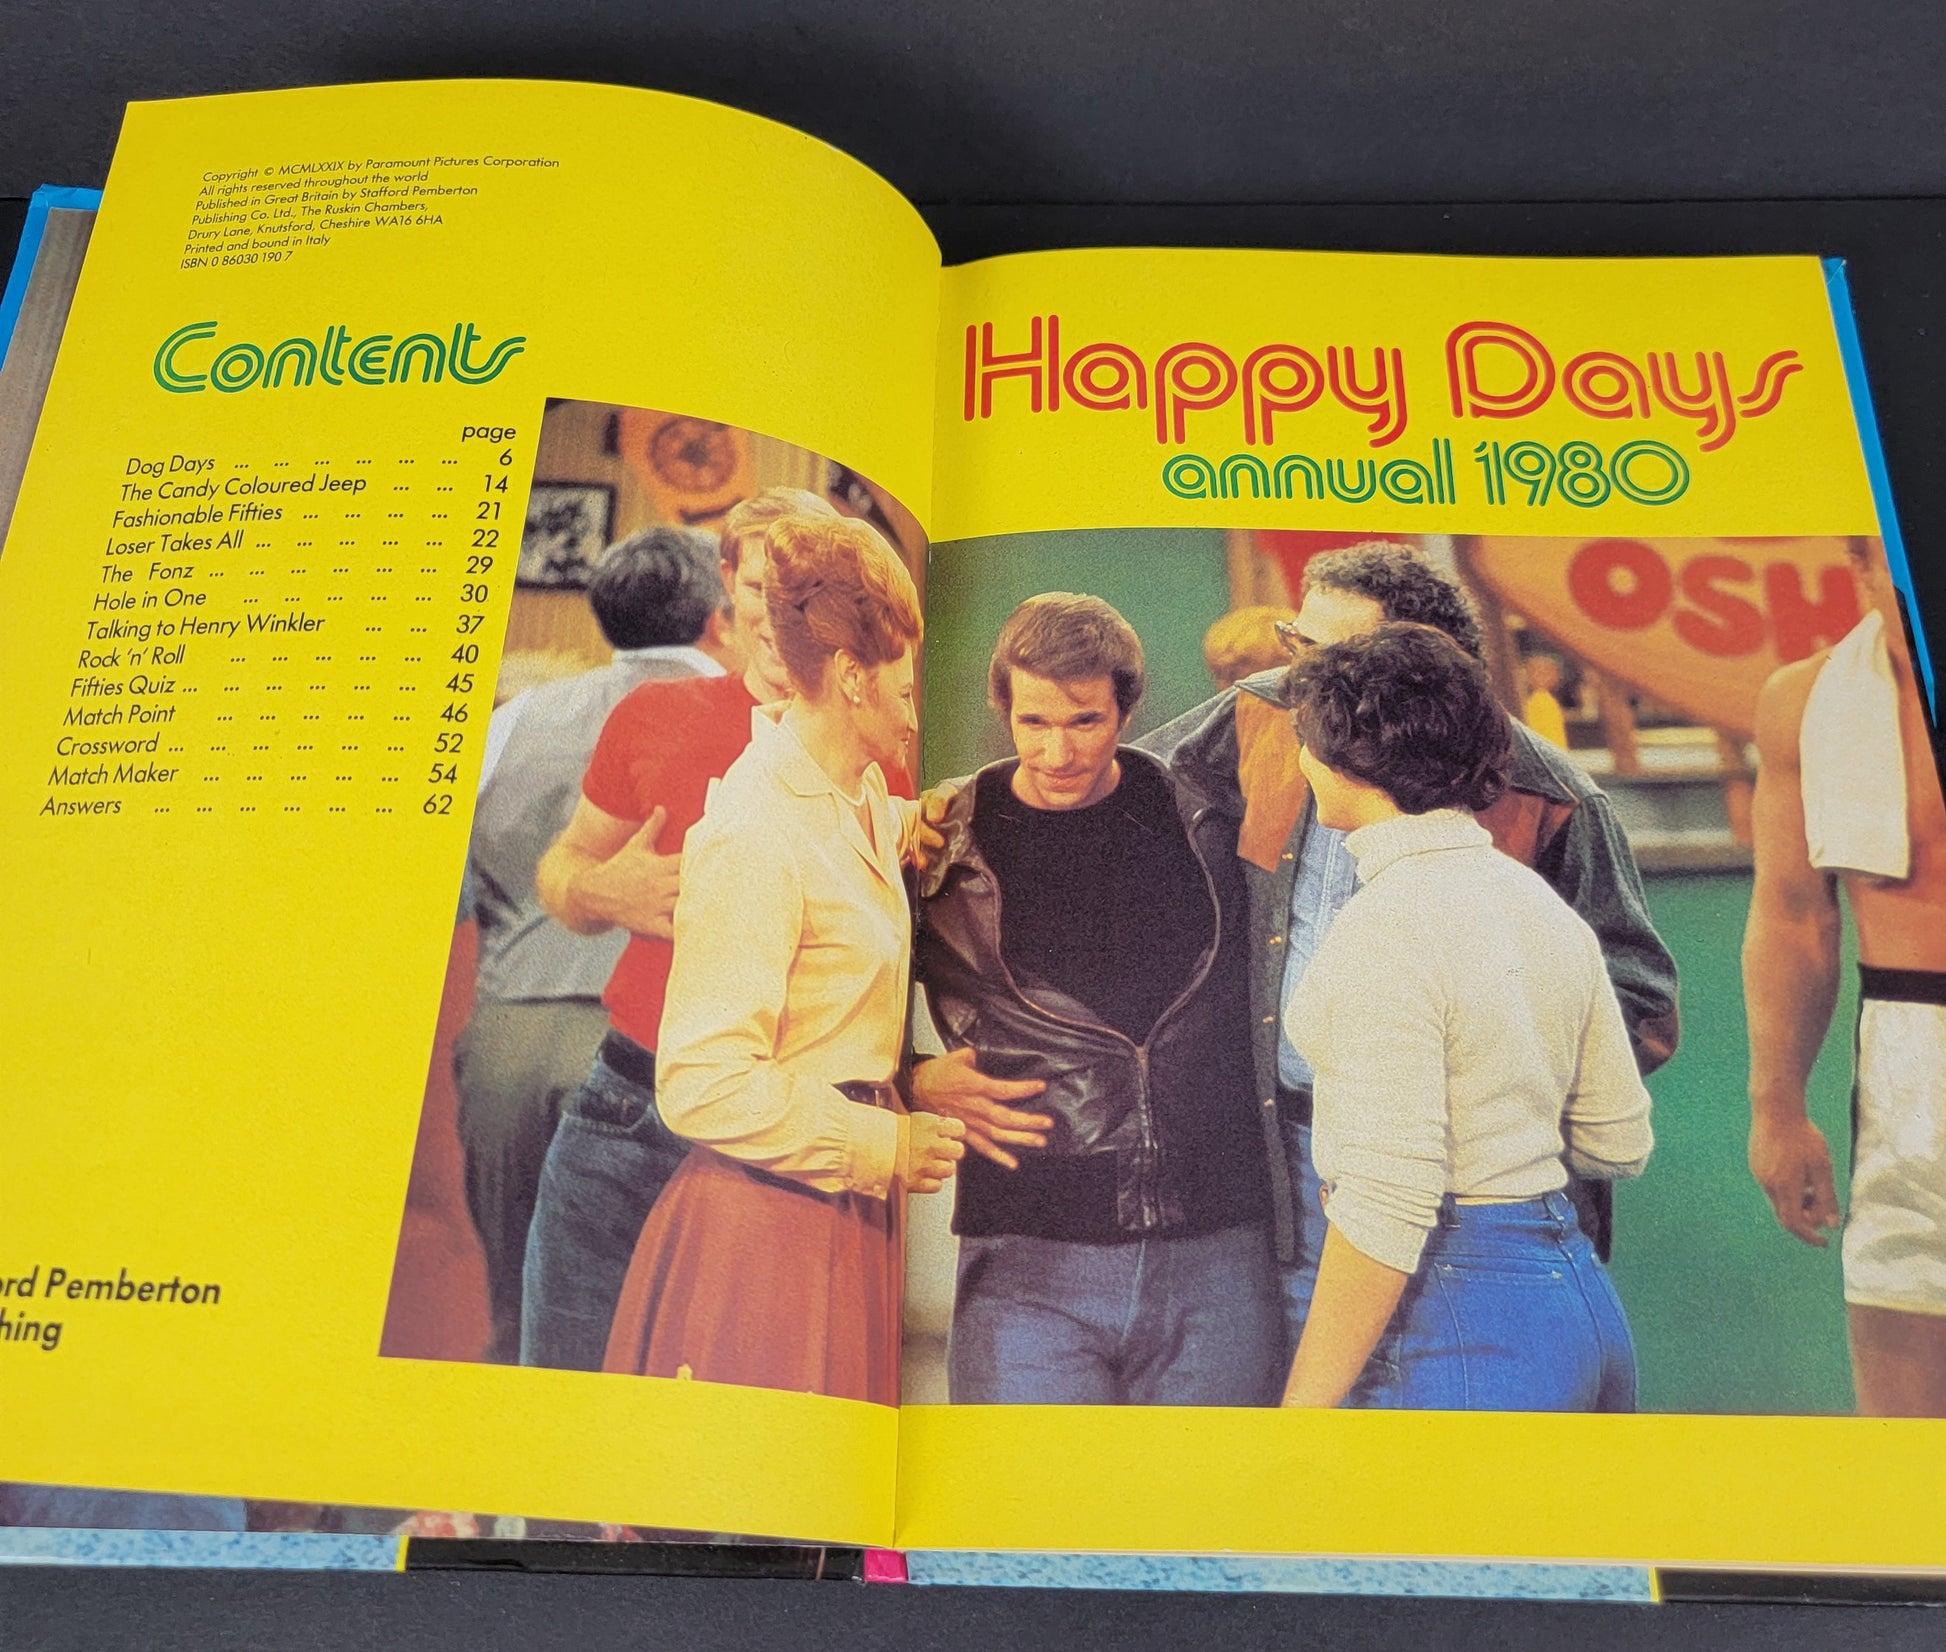 Copyright © MCMLXXIX by Paramount Pictures Corporation
All rights reserved throughout the world
Published in Great Britain by Stafford Pemberton
Publishing Co. Ltd., The Ruskin Chambers,
Drury Lane, Knutsford, Cheshire WA16 6HA
Printed and bound in Italy
ISBN 0 86030 190 7
Contents
page
Dog Days ... ... ... ... ... ... 6
The Candy Coloured Jeep ... ... 14
Fashionable Fifties ... ... ... ... 21
Loser Takes All ... ... ... ... ... 22
The Fonz ... ... ... ... ... ... 29
Hole in One ... ... ... ... ... 30
Talking to Henry Winkler ... ... 37
Rock 'n' Roll ... ... ... ... ... 40
Fifties Quiz ... ... ... ... ... ... 45
Match Point ... ... ... ... ... 46
Crossword ... ... ... ... ... ... 52
Match Maker ... ... ... ... ... 54
Answers ... ... ... ... ... ... 62
ord Pemberton
hing
Happy Days
annual 1980
OSH